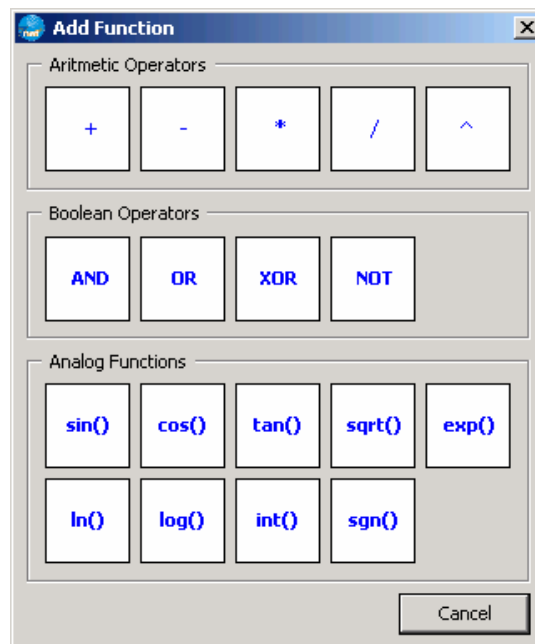 Add Function
Aritmetic Operators
+ - * / ^
Boolean Operators
AND OR XOR NOT
Analog Functions
sin() cos() tan() sqrt() exp()
ln() log() int() sgn()
Cancel